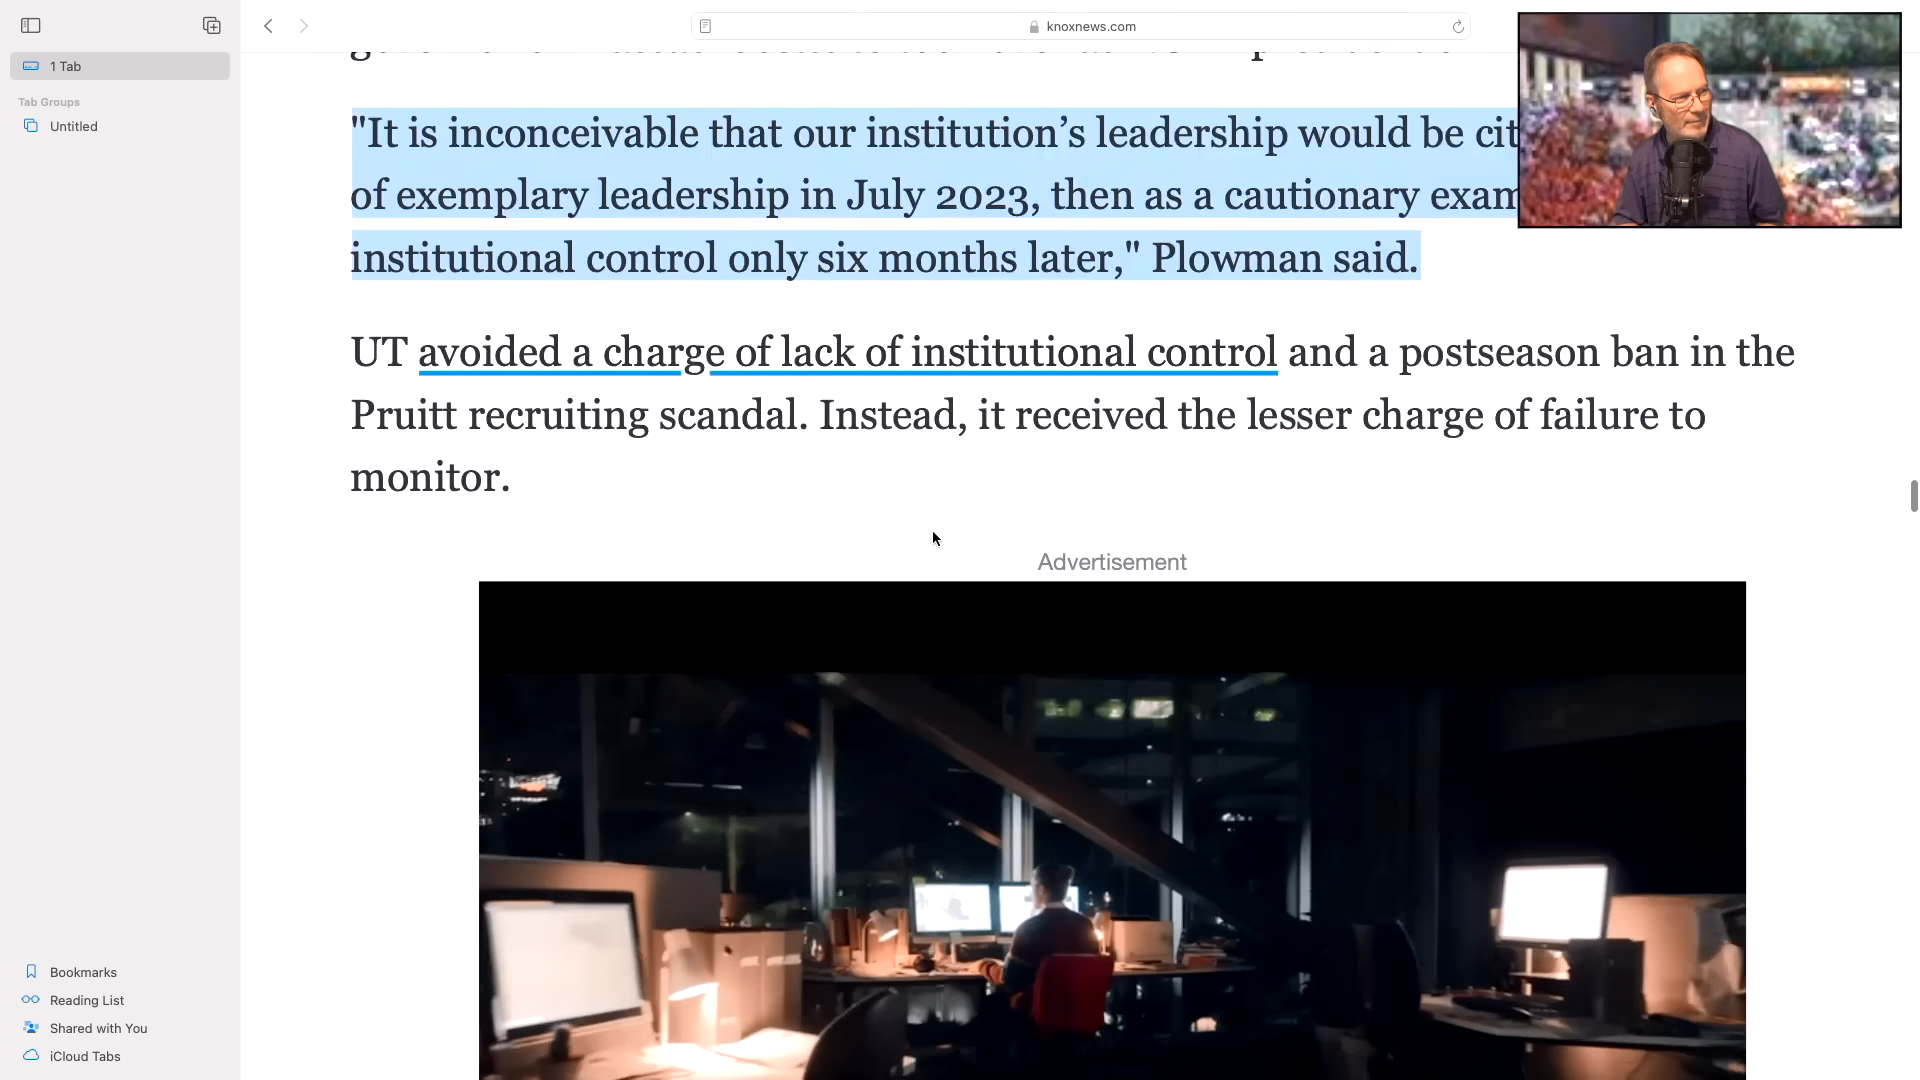 1 Tab
knoxnews.com
Tab Groups
Untitled
"It is inconceivable that our institution’s leadership would be
of exemplary leadership in July 2023, then as a cautionary
institutional control only six months later," Plowman said.
UT avoided a charge of lack of institutional control and a postseason ban in the
Pruitt recruiting scandal. Instead, it received the lesser charge of failure to
monitor.
Advertisement
Bookmarks
Reading List
Shared with You
iCloud Tabs